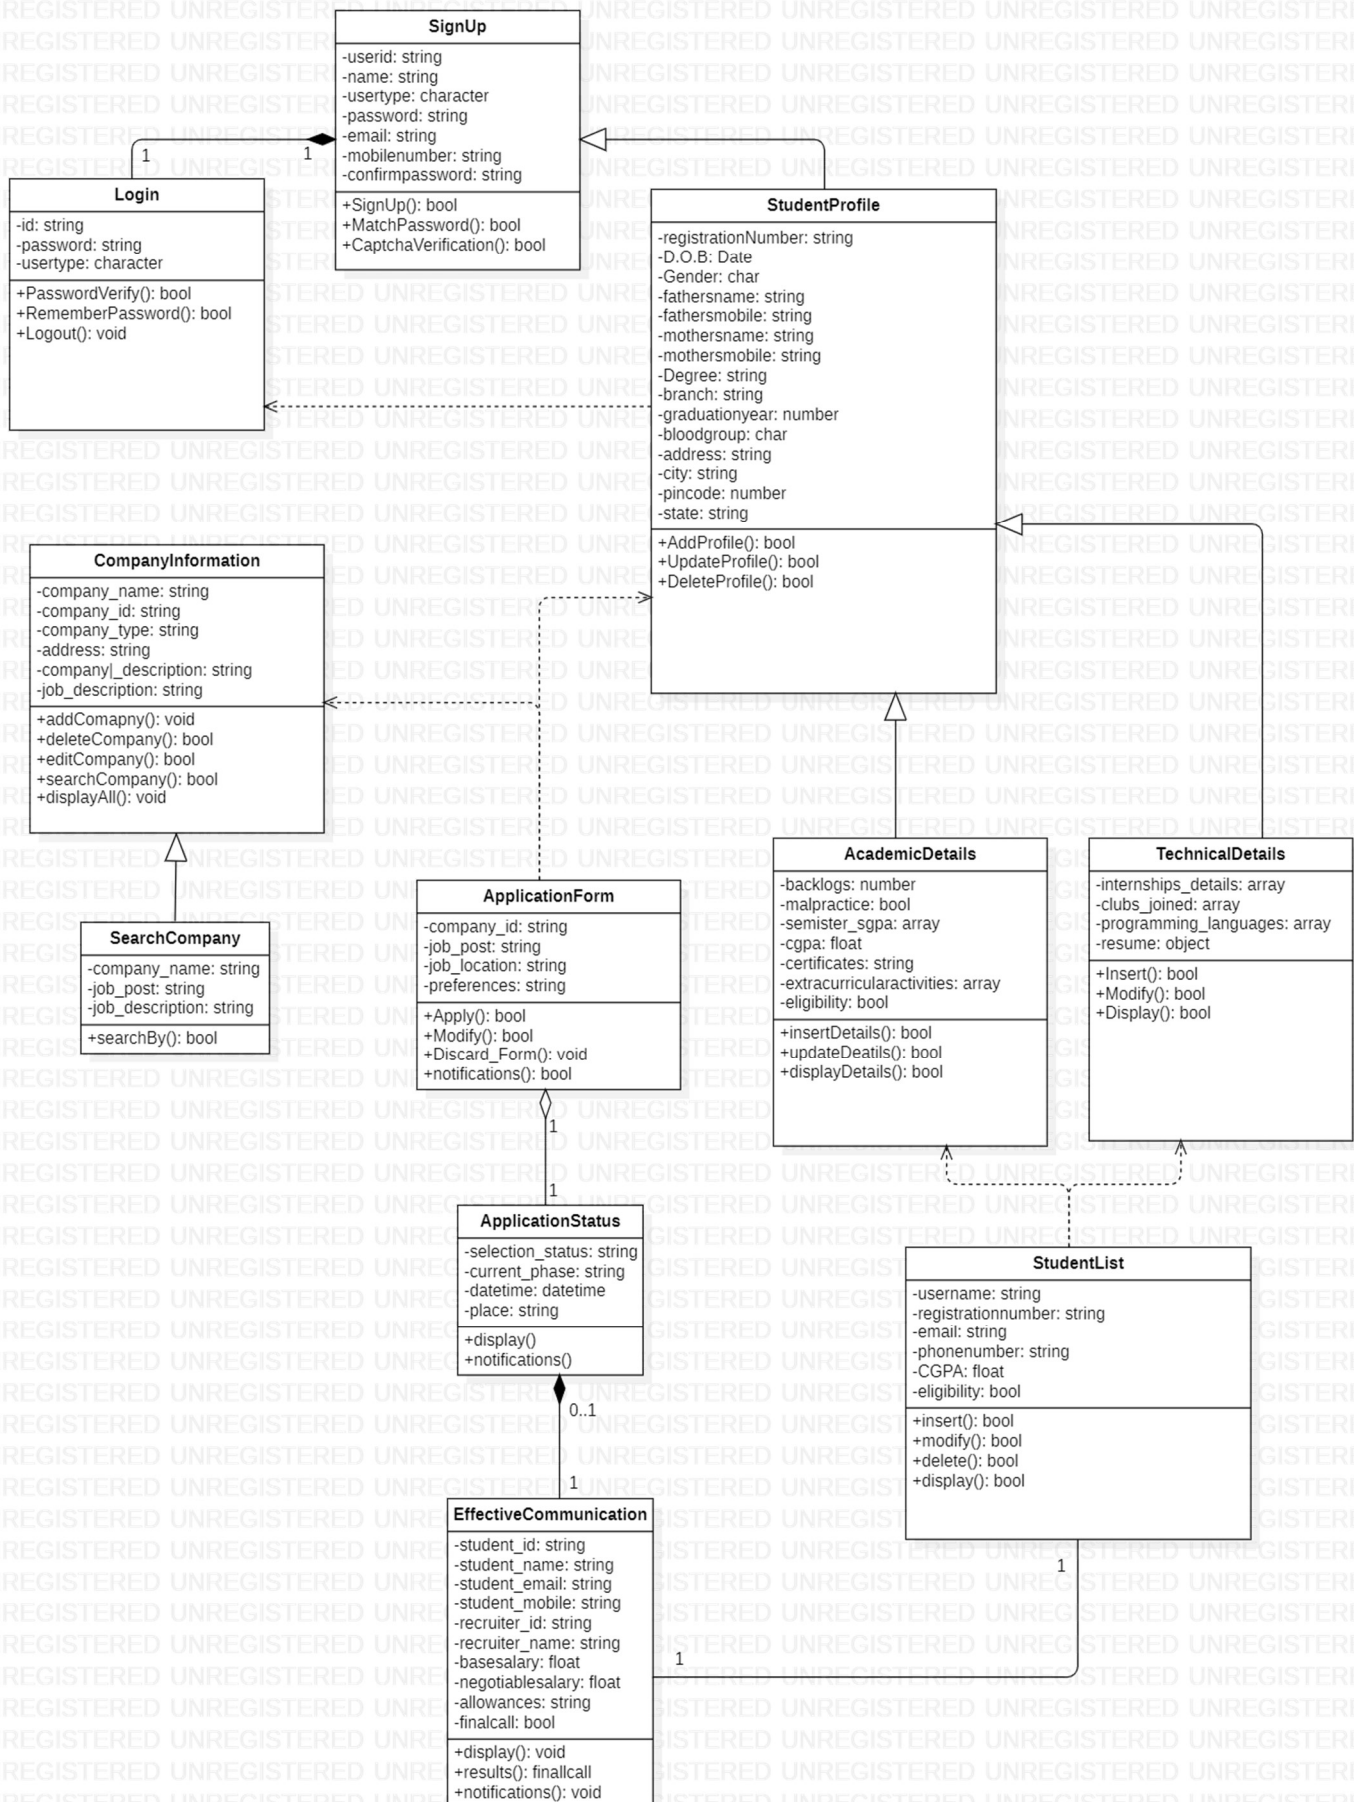 SignUp
-userid: string
-name: string
-usertype: character
-password: string
-email: string
-mobilenumber: string
-confirmpassword: string
+SignUp(): bool
+MatchPassword(): bool
+CaptchaVerification(): bool
1
1
Login
-id: string
-password: string
-usertype: character
+PasswordVerify(): bool
+RememberPassword(): bool
+Logout(): void
StudentProfile
-registrationNumber: string
-D.O.B: Date
-Gender: char
-fathersname: string
-fathersmobile: string
-mothersname: string
-mothersmobile: string
-Degree: string
-branch: string
-graduationyear: number
-bloodgroup: char
-address: string
-city: string
-pincode: number
-state: string
+AddProfile(): bool
+UpdateProfile(): bool
+DeleteProfile(): bool
CompanyInformation
-company_name: string
-company_id: string
-company_type: string
-address: string
-company|_description: string
-job_description: string
+addComapny(): void
+deleteCompany(): bool
+editCompany(): bool
+searchCompany(): bool
+displayAll(): void
SearchCompany
-company_name: string
-job_post: string
-job_description: string
+searchBy(): bool
ApplicationForm
-company_id: string
-job_post: string
-job_location: string
-preferences: string
+Apply(): bool
+Modify(): bool
+Discard_Form(): void
+notifications(): bool
AcademicDetails
-backlogs: number
-malpractice: bool
-semister_sgpa: array
-cgpa: float
-certificates: string
-extracurricularactivities: array
-eligibility: bool
+insertDetails(): bool
+updateDeatils(): bool
+displayDetails(): bool
TechnicalDetails
-internships_details: array
-clubs_joined: array
-programming_languages: array
-resume: object
+Insert(): bool
+Modify(): bool
+Display(): bool
1
1
ApplicationStatus
-selection_status: string
-current_phase: string
-datetime: datetime
-place: string
+display()
+notifications()
0..1
1
StudentList
-username: string
-registrationnumber: string
-email: string
-phonenumber: string
-CGPA: float
-eligibility: bool
+insert(): bool
+modify(): bool
+delete(): bool
+display(): bool
1
1
EffectiveCommunication
-student_id: string
-student_name: string
-student_email: string
-student_mobile: string
-recruiter_id: string
-recruiter_name: string
-basesalary: float
-negotiablesalary: float
-allowances: string
-finalcall: bool
+display(): void
+results(): finallcall
+notifications(): void